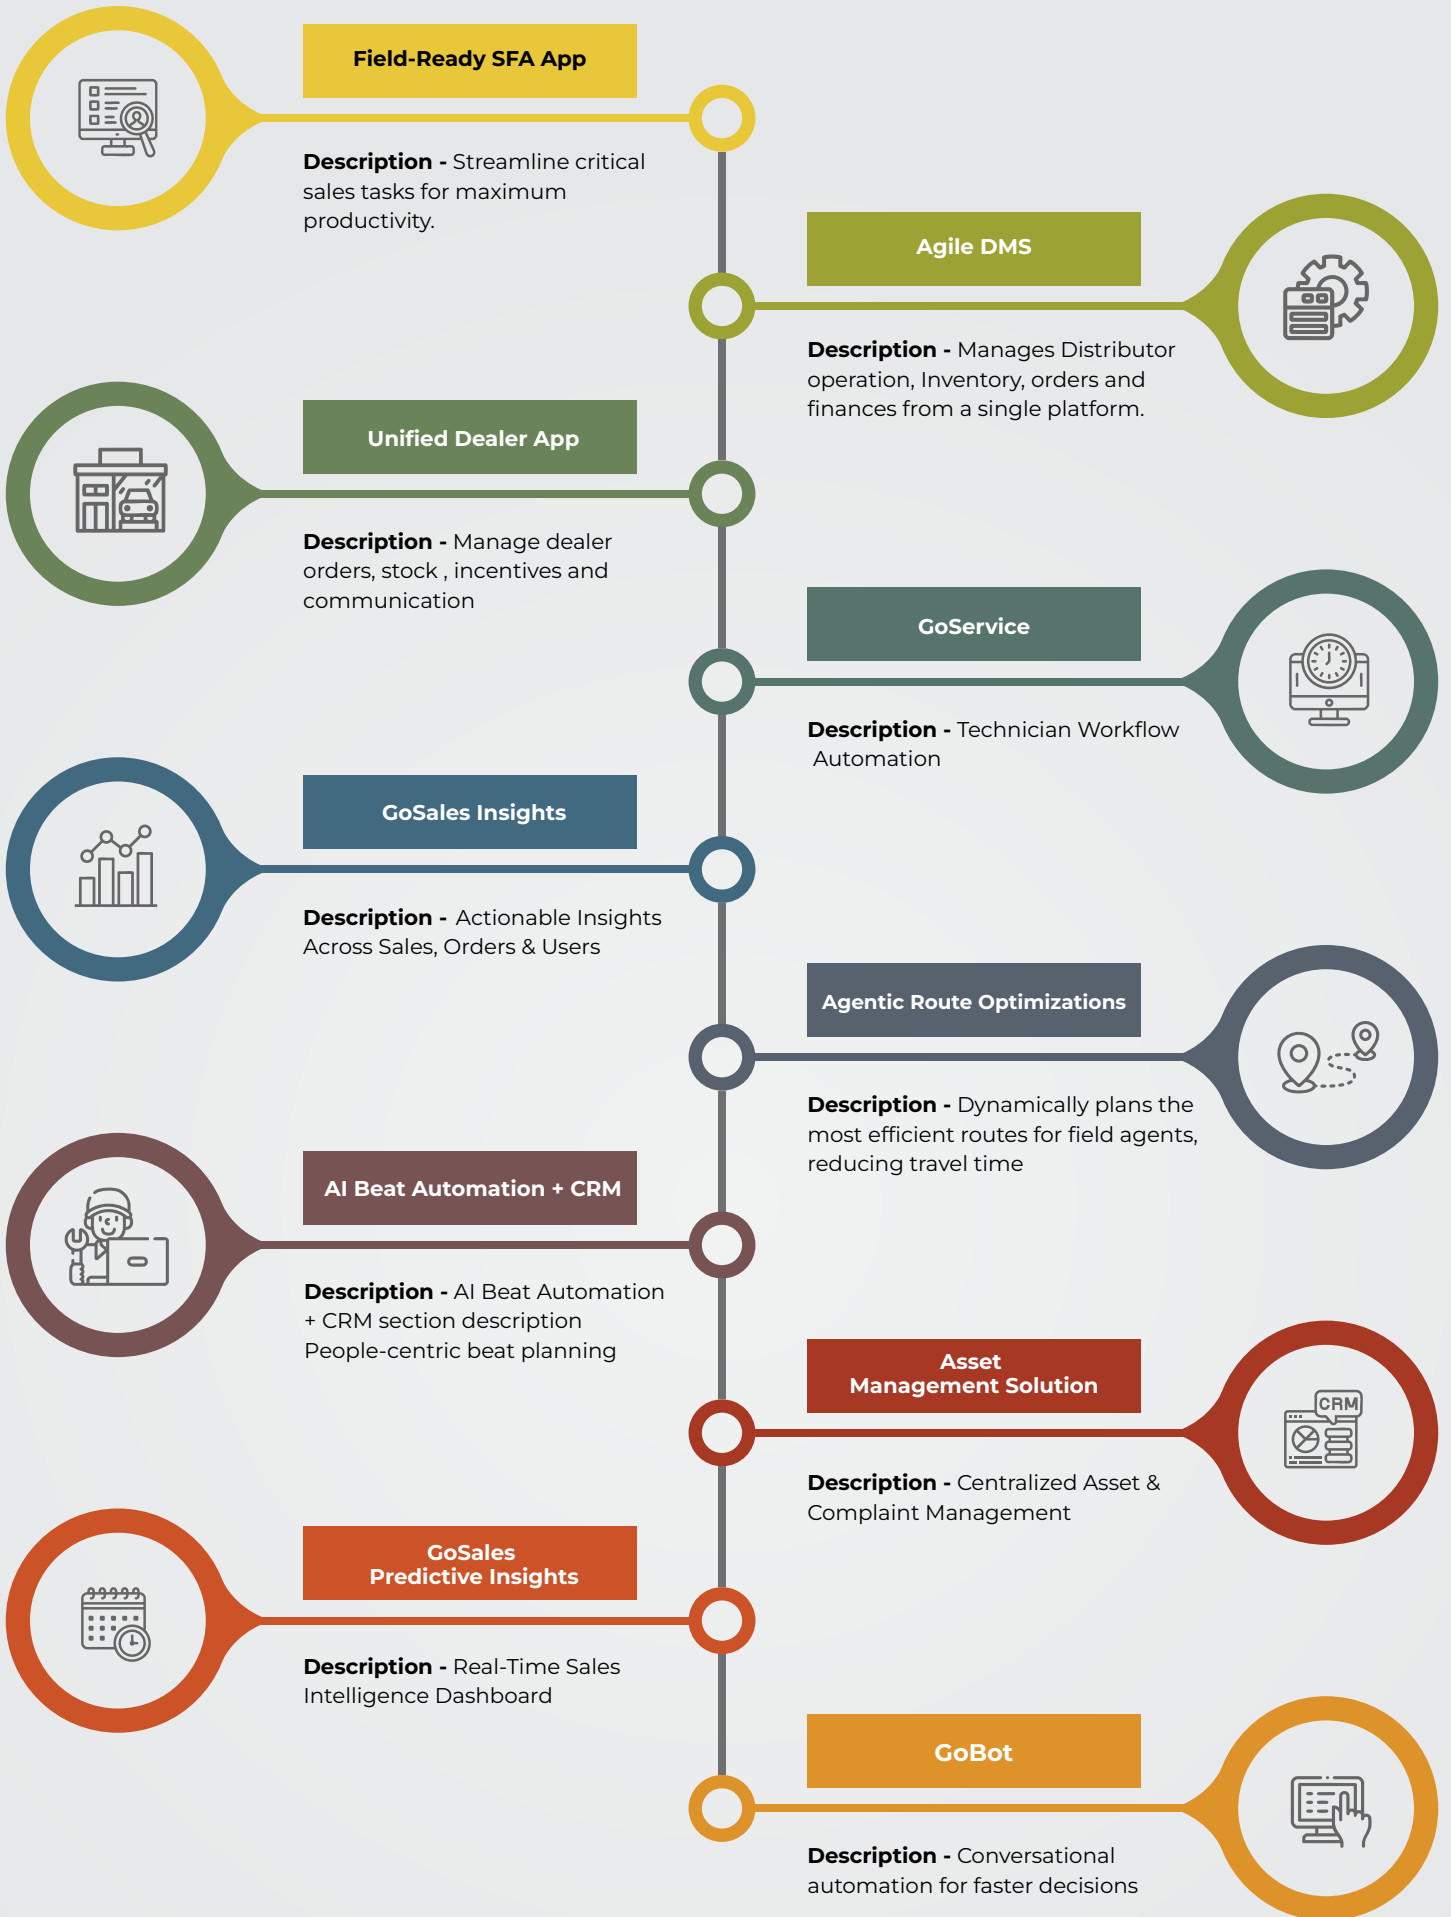 Field-Ready SFA App
Description - Streamline critical
sales tasks for maximum
productivity.
Agile DMS
Description - Manages Distributor
operation, Inventory, orders and
finances from a single platform.
Unified Dealer App
Description - Manage dealer
orders, stock , incentives and
communication
GoService
Description - Technician Workflow
Automation
GoSales Insights
Description - Actionable Insights
Across Sales, Orders & Users
Agentic Route Optimizations
Description - Dynamically plans the
most efficient routes for field agents,
reducing travel time
AI Beat Automation + CRM
Description - AI Beat Automation
+ CRM section description
People-centric beat planning
Asset
Management Solution
CRM
Description - Centralized Asset &
Complaint Management
GoSales
Predictive Insights
Description - Real-Time Sales
Intelligence Dashboard
GoBot
Description - Conversational
automation for faster decisions